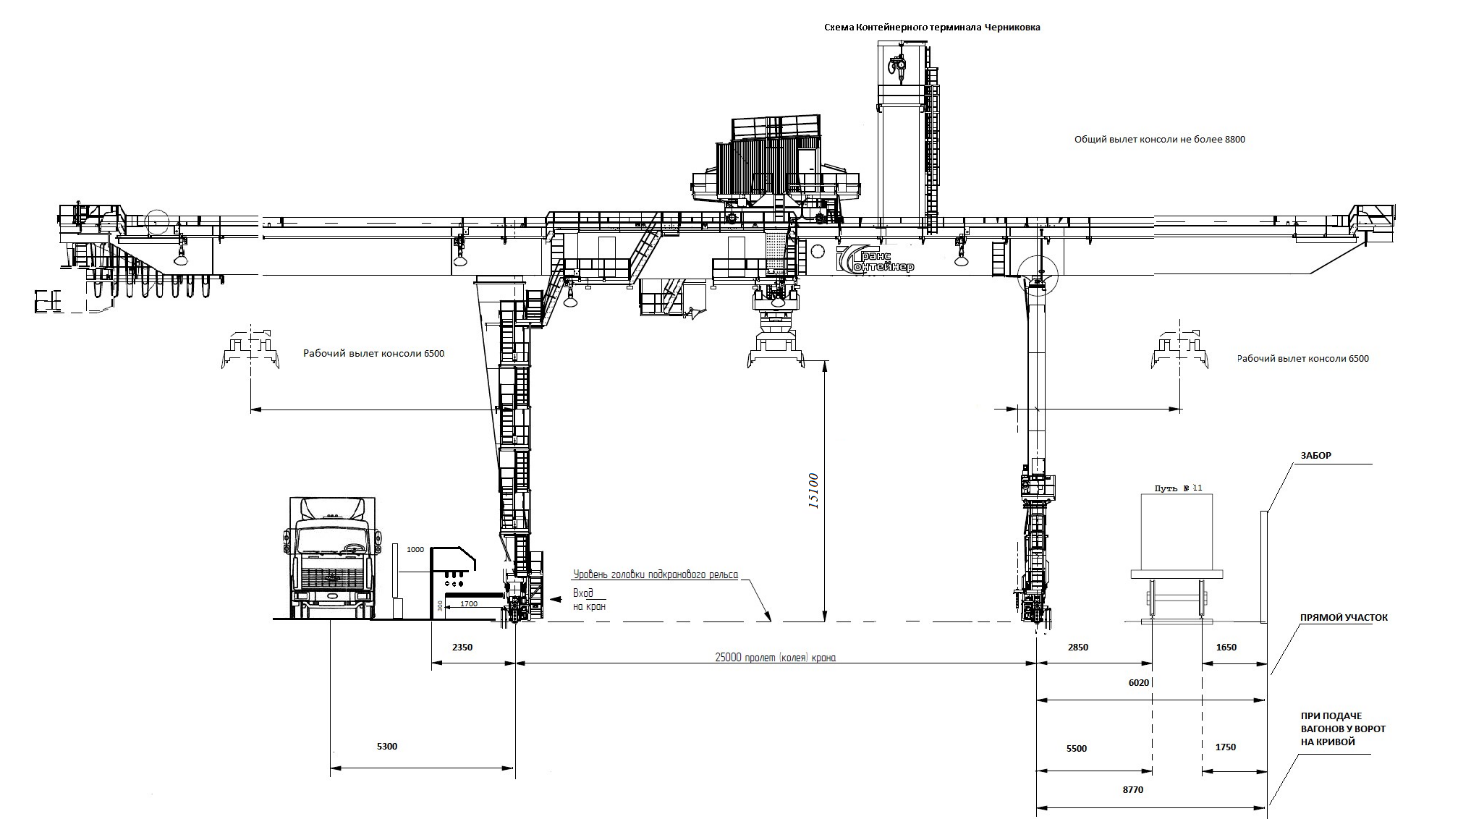 Схема Контейнерного терминала Черниковка
Общий вылет консоли не более 8800
Транс
Контейнер
Рабочий вылет консоли 6500
Рабочий вылет консоли 6500
15100
ЗАБОР
Путь № 11
1000
300
1700
Уровень головки подкранового рельса
Вход
на кран
ПРЯМОЙ УЧАСТОК
2350
25000 пролет (колея) крана
2850
1650
6020
ПРИ ПОДАЧЕ
ВАГОНОВ У ВОРОТ
НА КРИВОЙ
5300
5500
1750
8770